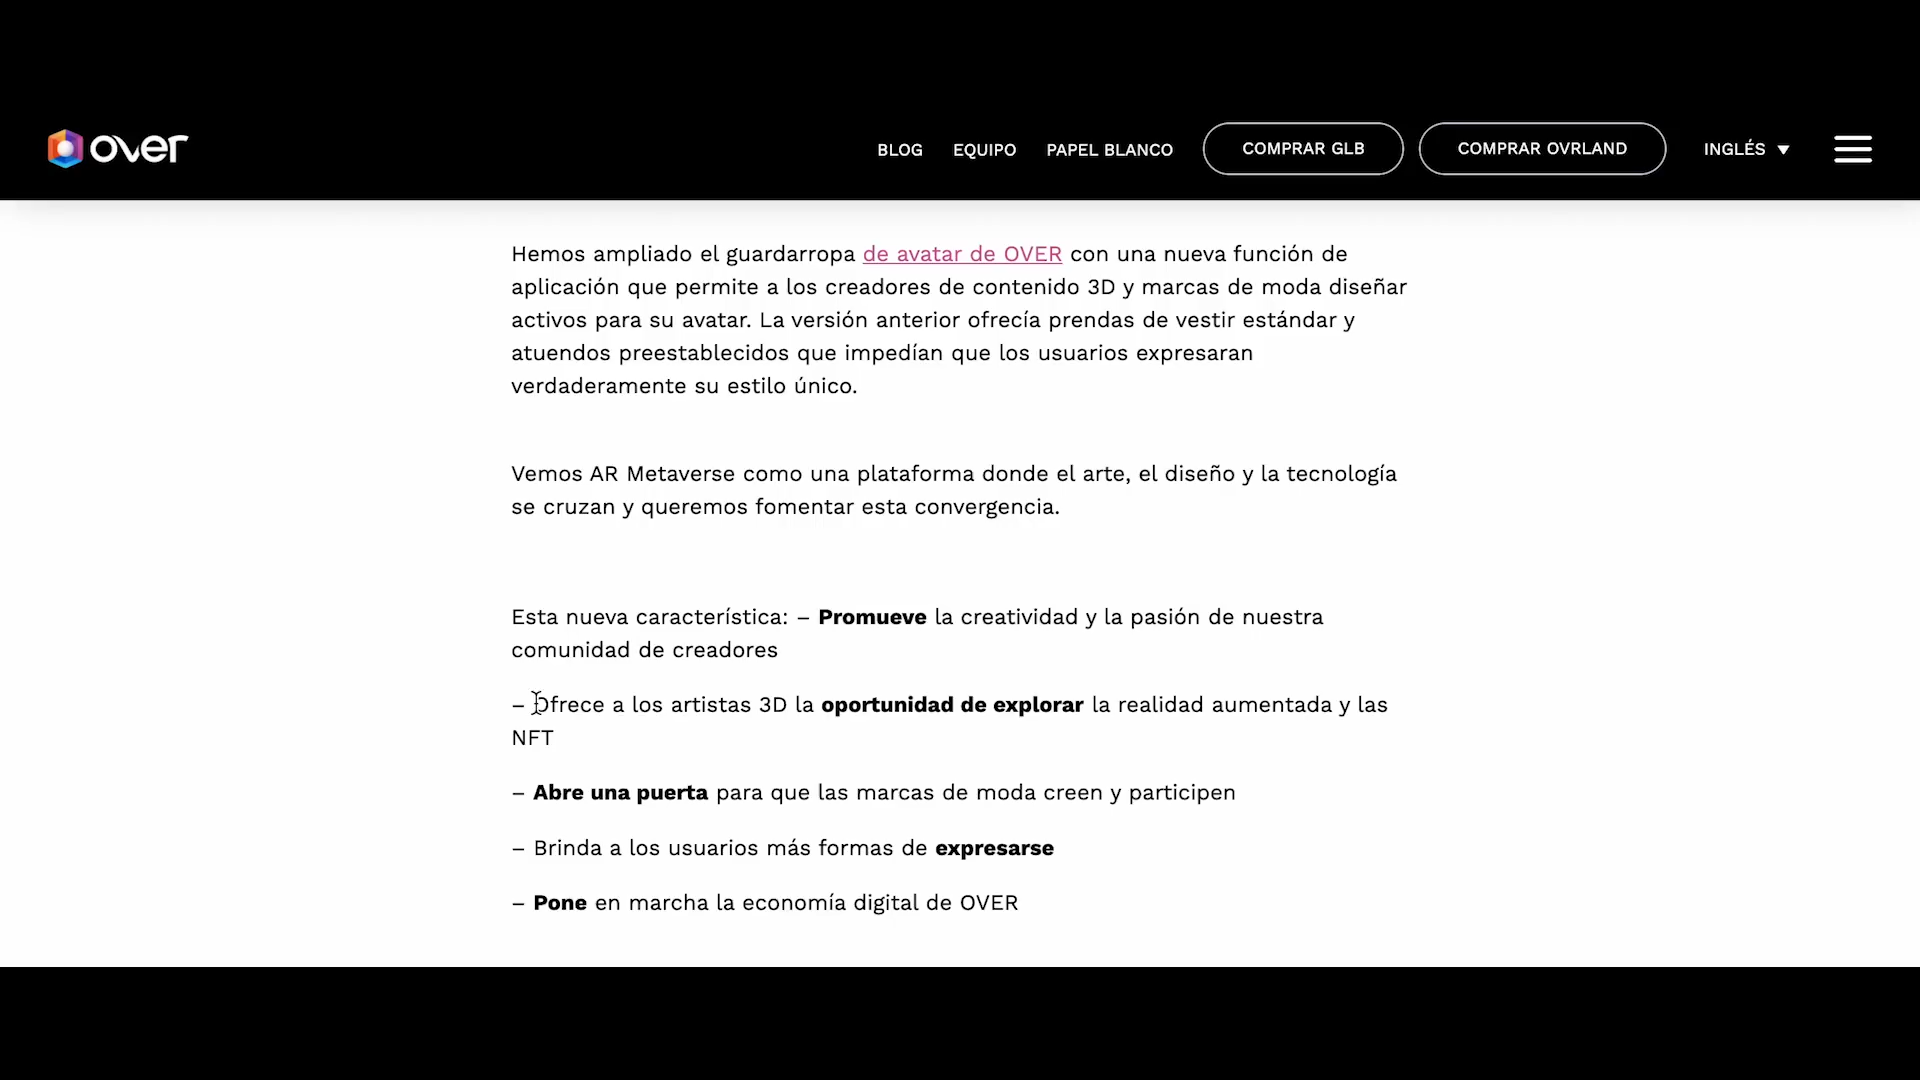 over
BLOG EQUIPO PAPEL BLANCO COMPRAR GLB COMPRAR OVRLAND INGLÉS
Hemos ampliado el guardarropa de avatar de OVER con una nueva función de
aplicación que permite a los creadores de contenido 3D y marcas de moda diseñar
activos para su avatar. La versión anterior ofrecía prendas de vestir estándar y
atuendos preestablecidos que impedían que los usuarios expresaran
verdaderamente su estilo único.
Vemos AR Metaverse como una plataforma donde el arte, el diseño y la tecnología
se cruzan y queremos fomentar esta convergencia.
Esta nueva característica: – Promueve la creatividad y la pasión de nuestra
comunidad de creadores
– Ofrece a los artistas 3D la oportunidad de explorar la realidad aumentada y las
NFT
– Abre una puerta para que las marcas de moda creen y participen
– Brinda a los usuarios más formas de expresarse
– Pone en marcha la economía digital de OVER